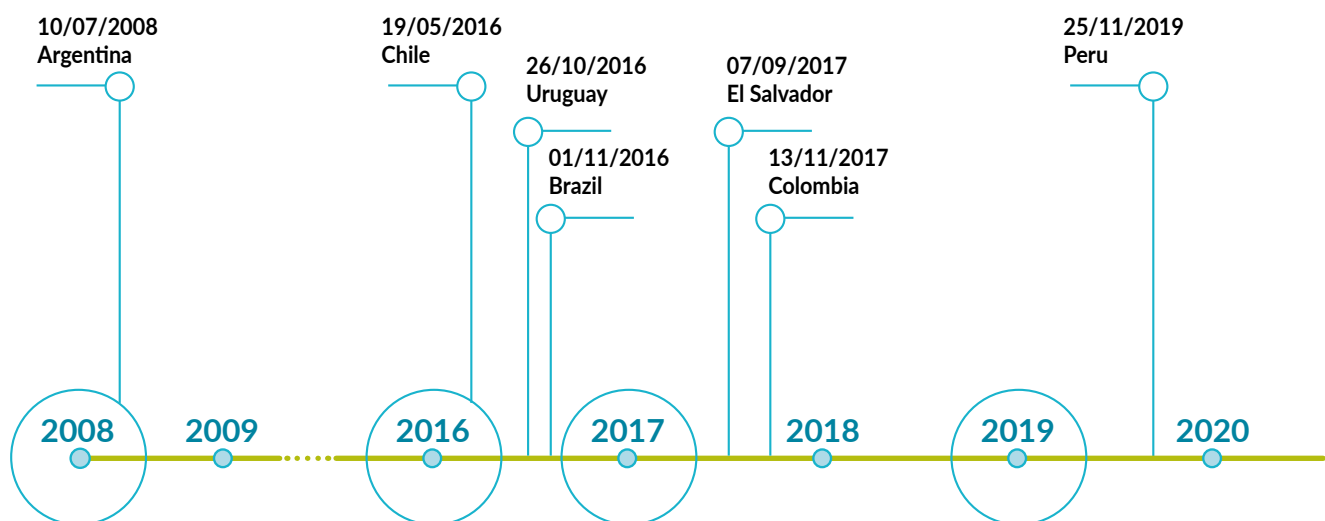 10/07/2008
Argentina
19/05/2016
Chile
26/10/2016
Uruguay
01/11/2016
Brazil
07/09/2017
El Salvador
13/11/2017
Colombia
25/11/2019
Peru
2008
2009
2016
2017
2018
2019
2020